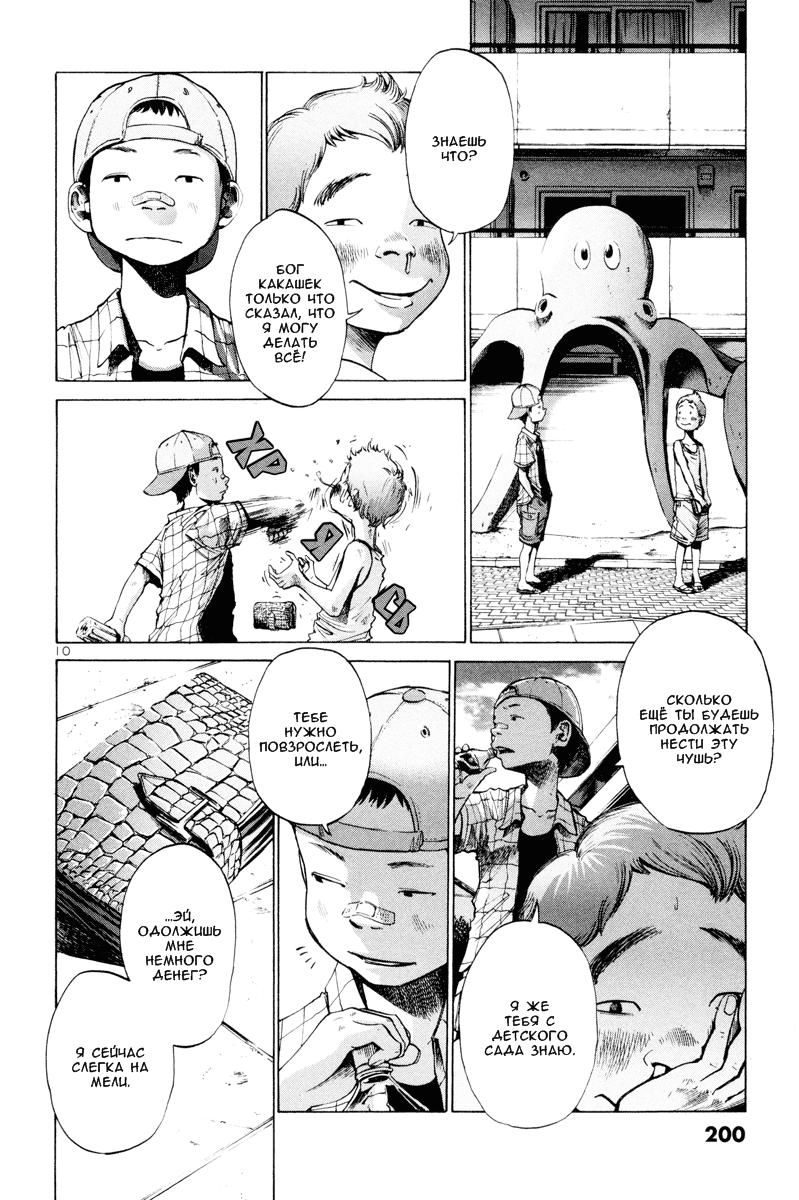 ЗНАЕШЬ
ЧТО?
БОГ
КАКАШЕК
ТОЛЬКО ЧТО
СКАЗАЛ, ЧТО
Я МОГУ
ДЕЛАТЬ
ВСЁ!
ХР
Я
СЬ
10
СКОЛЬКО
ЕЩЁ ТЫ БУДЕШЬ
ПРОДОЛЖАТЬ
НЕСТИ ЭТУ
ЧУШЬ?
Я ЖЕ
ТЕБЯ С
ДЕТСКОГО
САДА ЗНАЮ.
ТЕБЕ
НУЖНО
ПОВЗРОСЛЕТЬ,
ИЛИ...
...ЭЙ,
ОДОЛЖИШЬ
МНЕ
НЕМНОГО
ДЕНЕГ?
Я СЕЙЧАС
СЛЕГКА НА
МЕЛИ.
200